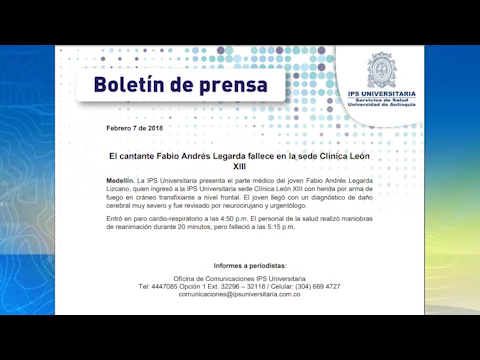 Boletín de prensa
IPS UNIVERSITARIA
Servicios de Salud
Universidad de Antioquia
Febrero 7 de 2018
El cantante Fabio Andrés Legarda fallece en la sede Clínica León
XIII
Medellín. La IPS Universitaria presenta el parte médico del joven Fabio Andrés Legarda
Lizcano, quien ingresó a la IPS Universitaria sede Clínica León XIII con herida por arma de
fuego en cráneo transfixiante a nivel frontal. El joven llegó con un diagnóstico de daño
cerebral muy severo y fue revisado por neurocirujano y urgentólogo.
Entró en paro cardio-respiratorio a las 4:50 p.m. El personal de la salud realizó maniobras
de reanimación durante 20 minutos, pero falleció a las 5:15 p.m.
Informes a periodistas:
Oficina de Comunicaciones IPS Universitaria
Tel: 4447085 Opción 1 Ext. 32296 – 32118 / Celular: (304) 669 4727
comunicaciones@ipsuniversitaria.com.co